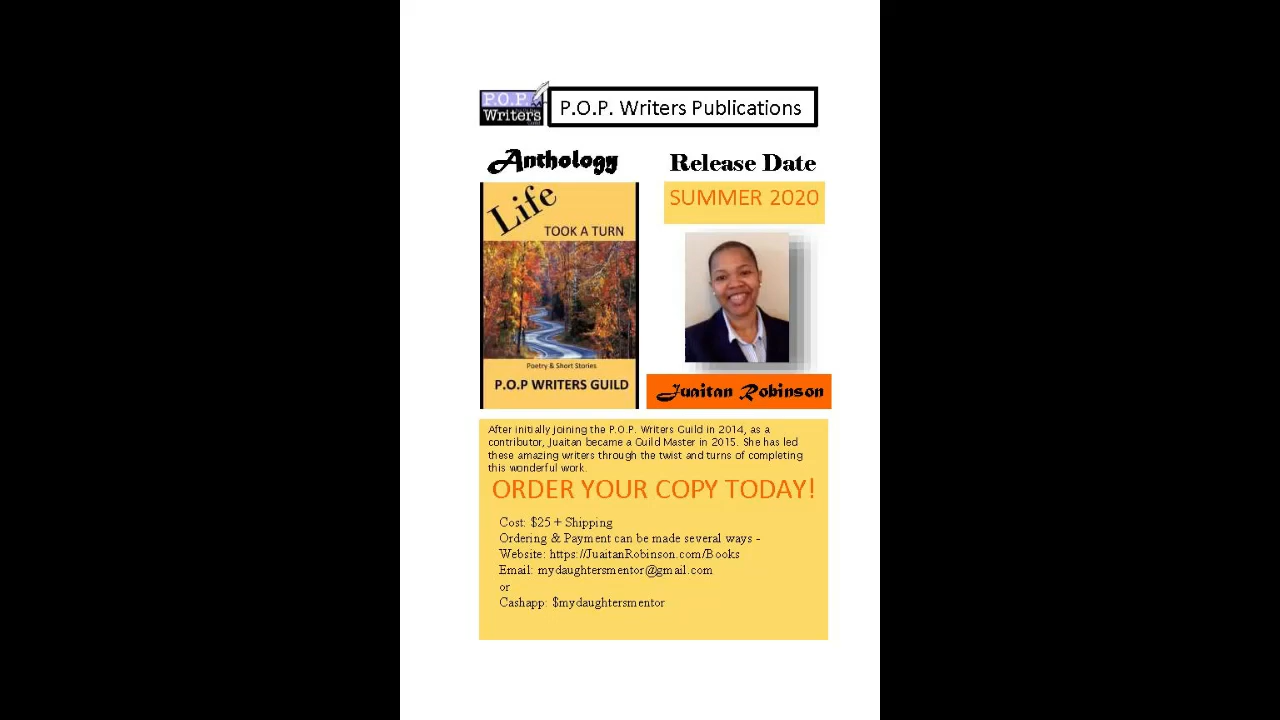 P.O.P.
Writers
P.O.P. Writers Publications
Anthology
Life
TOOK A TURN
Poetry & Short Stories
P.O.P WRITERS GUILD
Release Date
SUMMER 2020
Juaitan Robinson
After initially joining the P.O.P. Writers Guild in 2014, as a
contributor, Juaitan became a Guild Master in 2015. She has led
these amazing writers through the twist and turns of completing
this wonderful work.
ORDER YOUR COPY TODAY!
Cost: $25 + Shipping
Ordering & Payment can be made several ways -
Website: https://JuaitanRobinson.com/Books
Email: mydaughtersmentor@gmail.com
or
Cashapp: $mydaughtersmentor